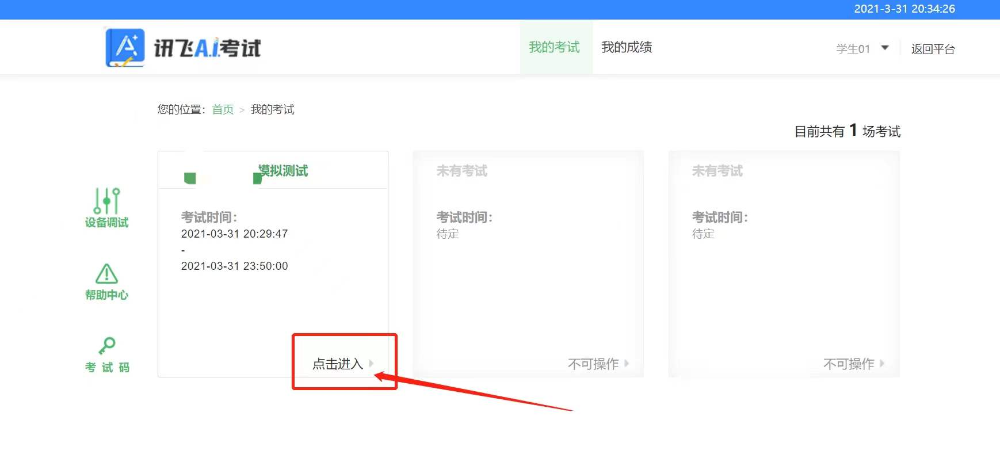 2021-3-31 20:34:26
讯飞A.I.考试
我的考试
我的成绩
学生01
返回平台
您的位置：首页 > 我的考试
目前共有 1 场考试
设备调试
帮助中心
考 试 码
模拟测试
考试时间：
2021-03-31 20:29:47
-
2021-03-31 23:50:00
点击进入
未有考试
考试时间：
待定
不可操作
未有考试
考试时间：
待定
不可操作